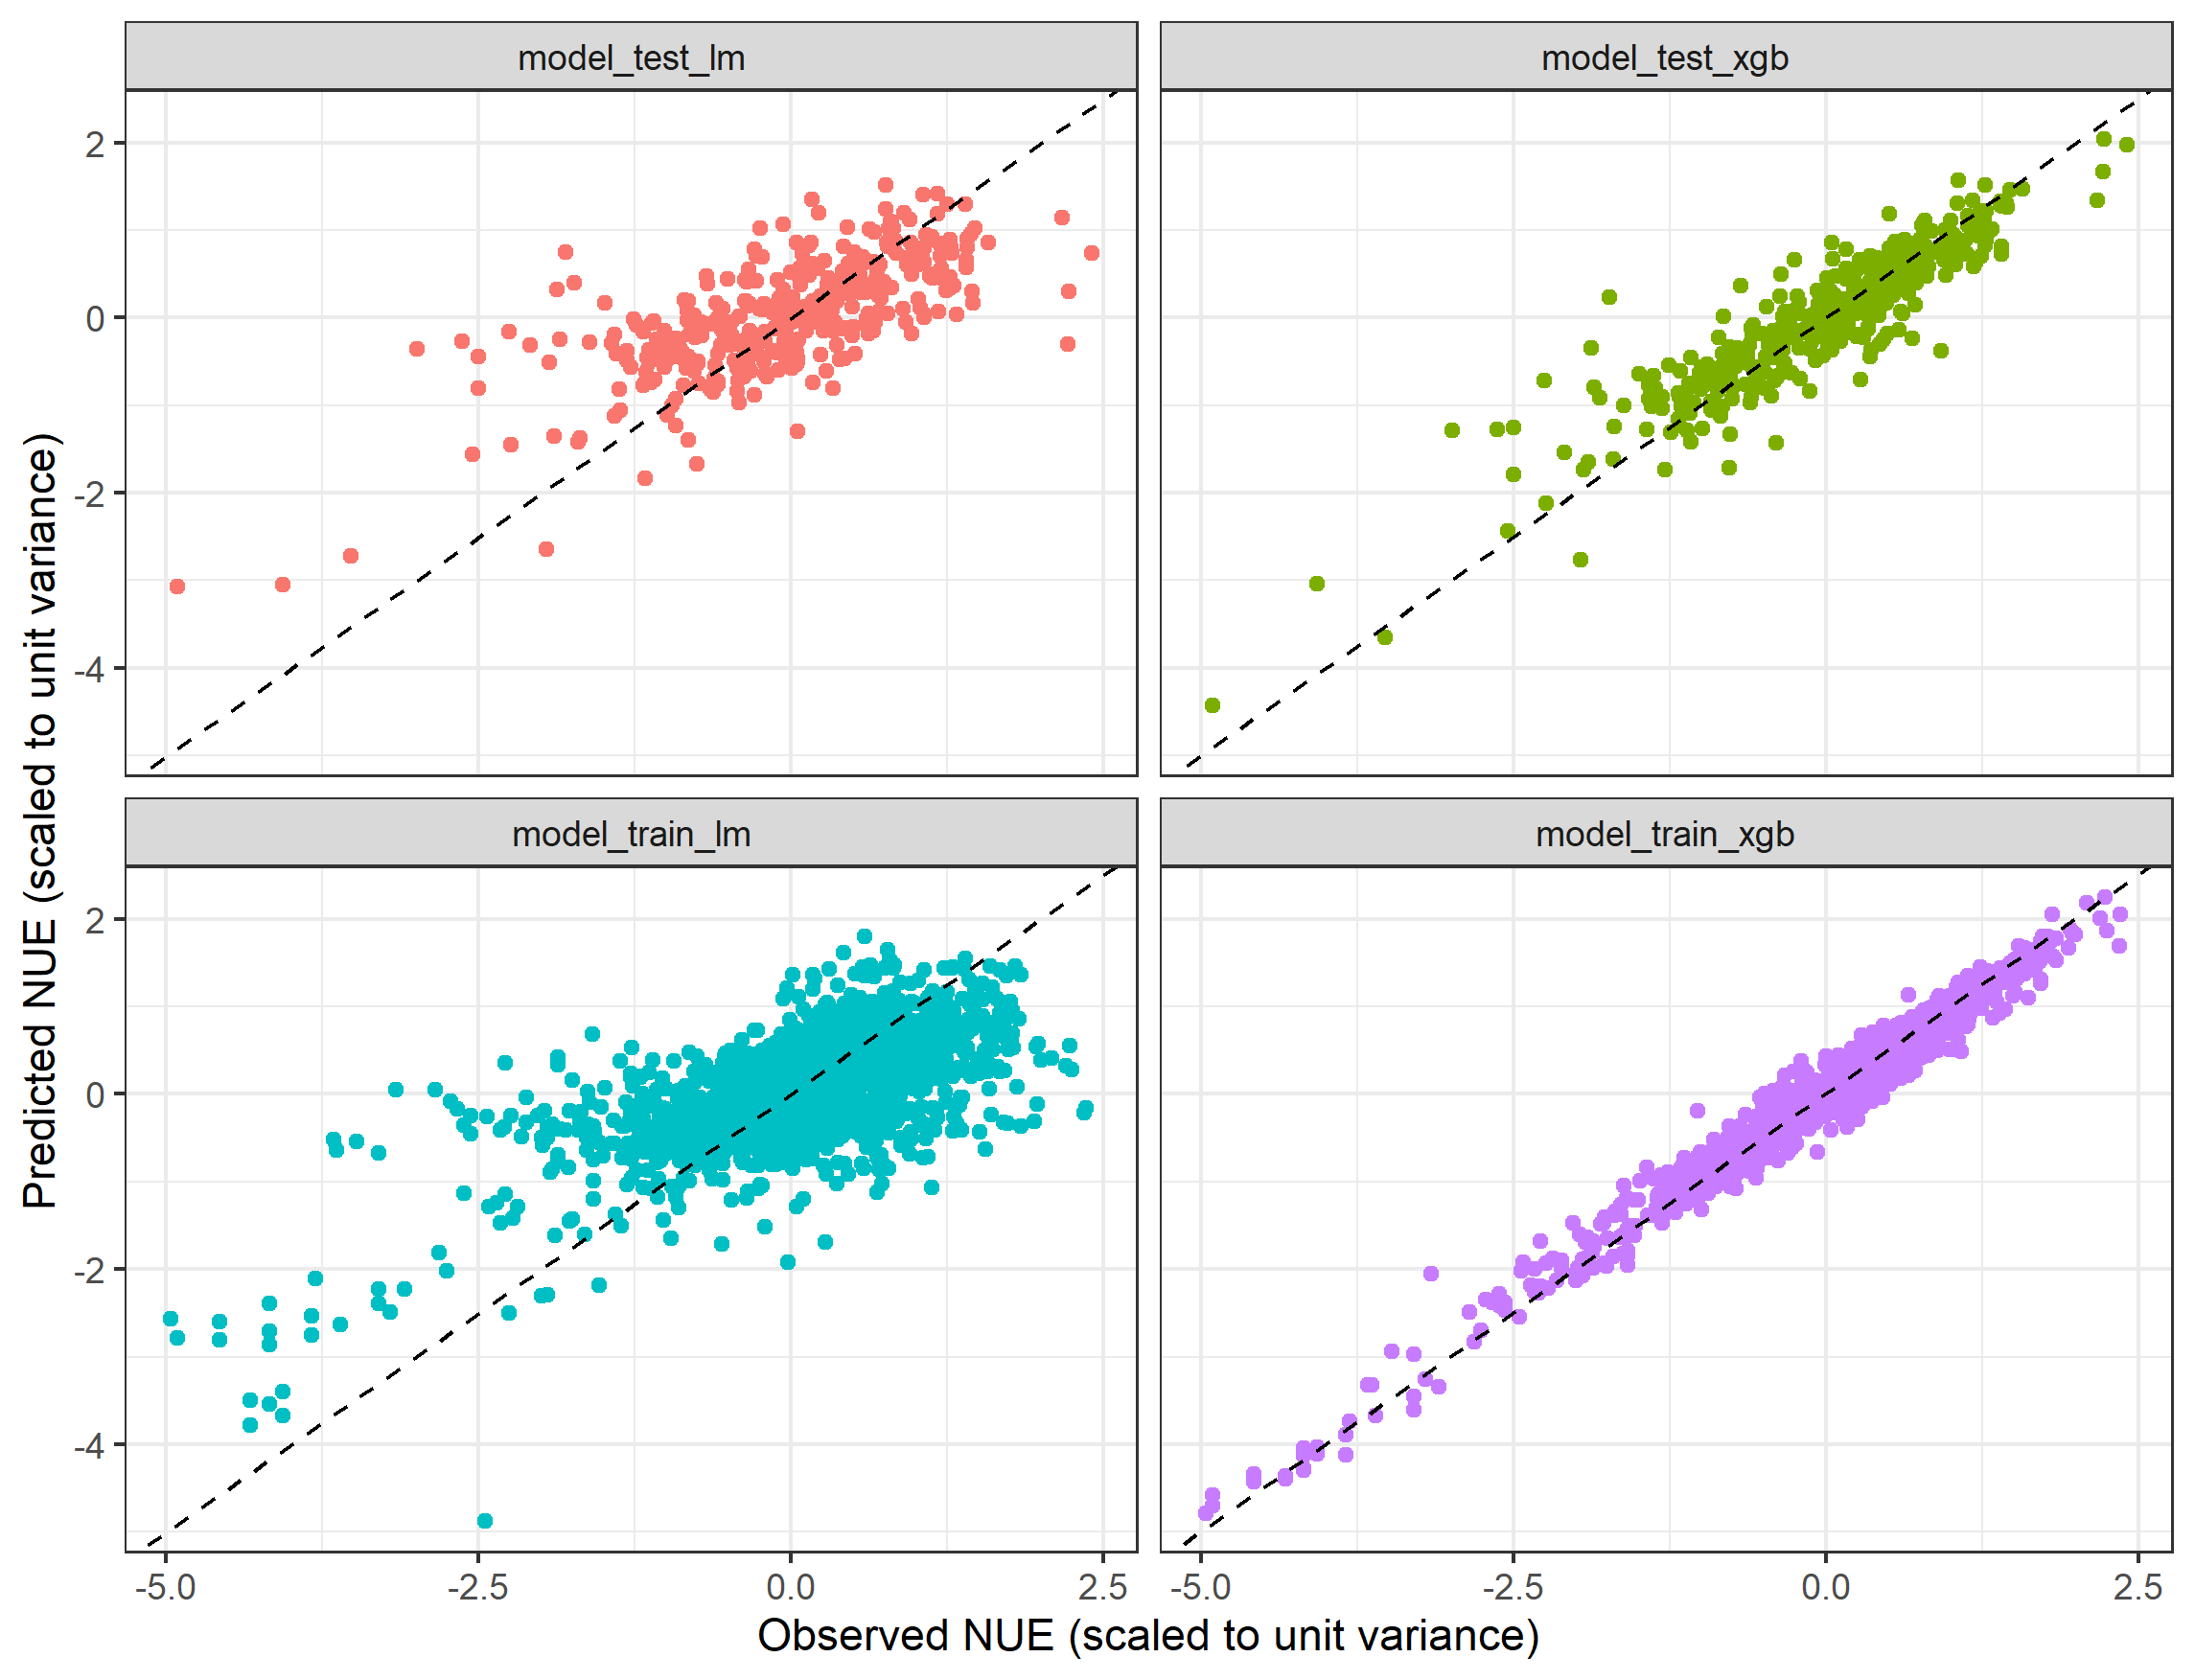 model_test_lm
model_test_xgb
2
0
-2
-4
model_train_lm
model_train_xgb
2
0
-2
-4
Predicted NUE (scaled to unit variance)
-5.0 -2.5 0.0 2.5
-5.0 -2.5 0.0 2.5
Observed NUE (scaled to unit variance)